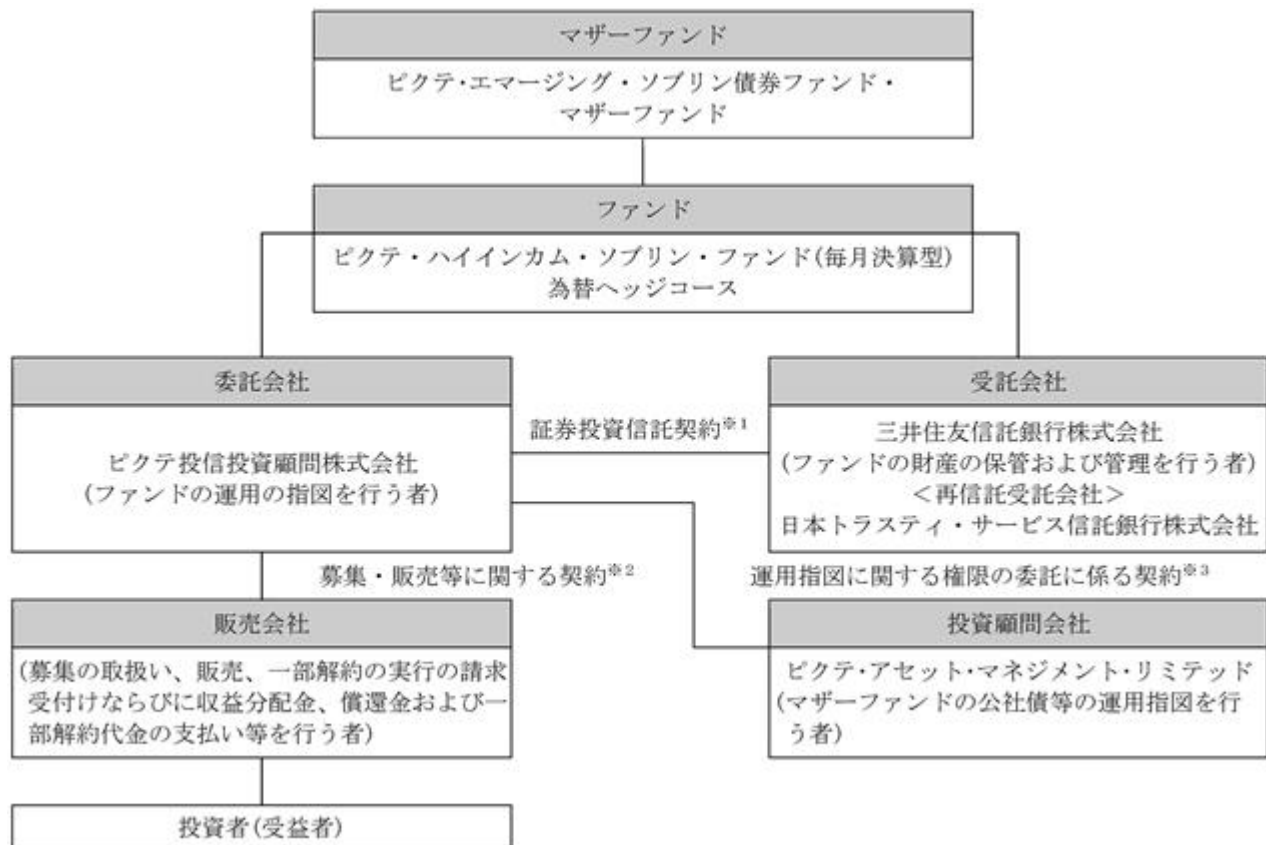 マザーファンド
ピクテ・エマージング・ソブリン債券ファンド・
マザーファンド
ファンド
ピクテ・ハイインカム・ソブリン・ファンド(毎月決算型)
為替ヘッジコース
委託会社
ピクテ投信投資顧問株式会社
(ファンドの運用の指図を行う者)
証券投資信託契約※1
受託会社
三井住友信託銀行株式会社
(ファンドの財産の保管および管理を行う者)
＜再信託受託会社＞
日本トラスティ・サービス信託銀行株式会社
募集・販売等に関する契約※2
運用指図に関する権限の委託に係る契約※3
販売会社
(募集の取扱い、販売、一部解約の実行の請求
受付けならびに収益分配金、償還金および一
部解約代金の支払い等を行う者)
投資顧問会社
ピクテ・アセット・マネジメント・リミテッド
(マザーファンドの公社債等の運用指図を行
う者)
投資者(受益者)